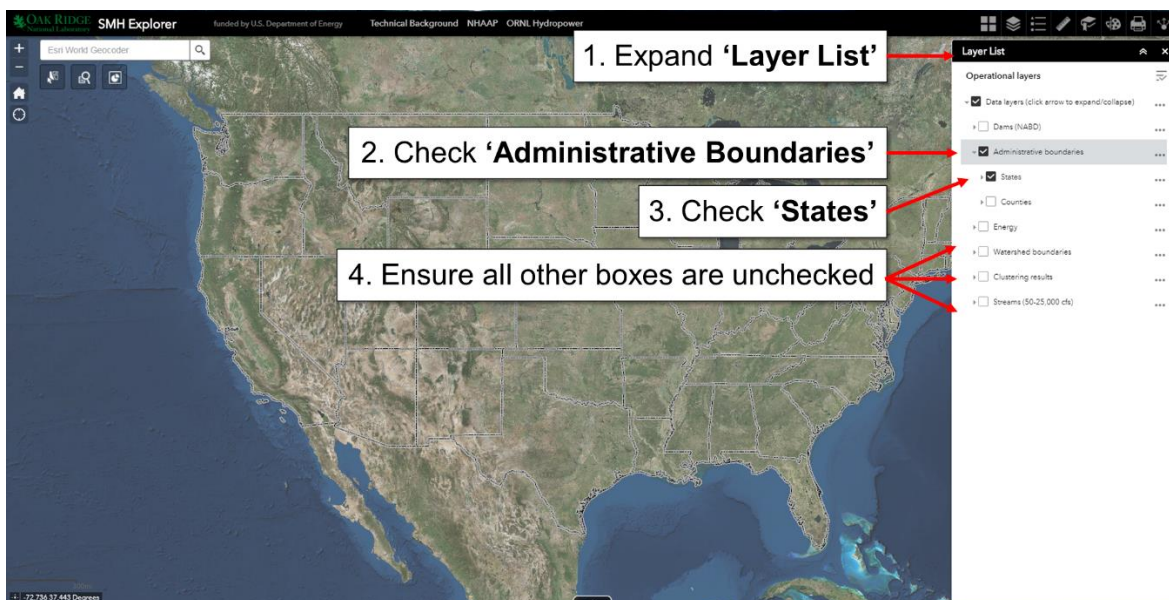 OAK RIDGE
National Laboratory
SMH Explorer
funded by U.S. Department of Energy
Technical Background NHAAP ORNL Hydropower
Esri World Geocoder
1. Expand ‘Layer List’
2. Check ‘Administrative Boundaries’
3. Check ‘States’
4. Ensure all other boxes are unchecked
Layer List
Operational layers
Data layers (click arrow to expand/collapse)
Dams (NABD)
Administrative boundaries
States
Counties
Energy
Watershed boundaries
Clustering results
Streams (50-25,000 cfs)
-72.736 37.443 Degrees